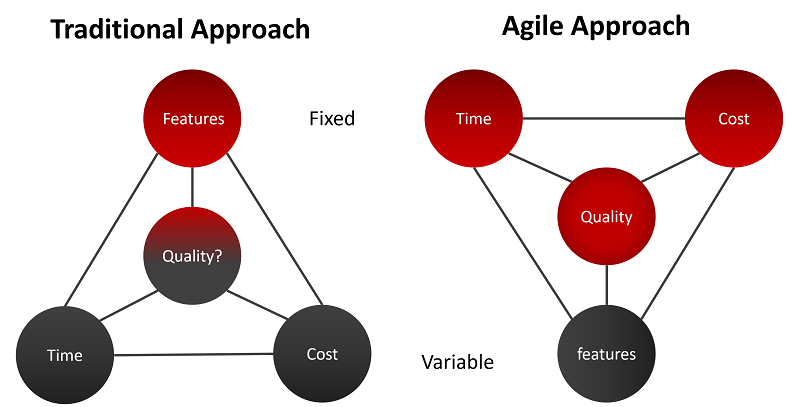 Traditional Approach
Agile Approach
Features
Fixed
Time
Cost
Quality?
Quality
Time
Cost
Variable
features